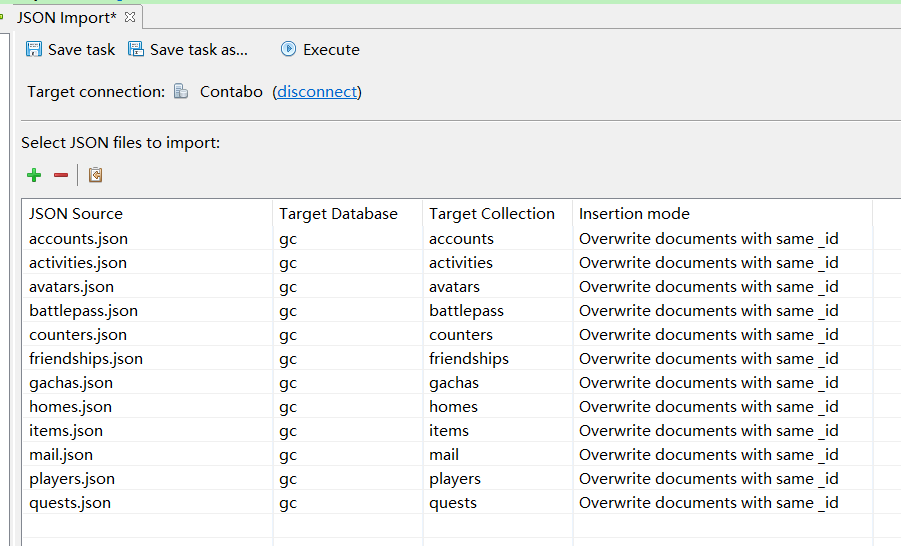 JSON Import*
Save task Save task as... Execute
Target connection: Contabo (disconnect)
Select JSON files to import:
JSON Source Target Database Target Collection Insertion mode
accounts.json gc accounts Overwrite documents with same _id
activities.json gc activities Overwrite documents with same _id
avatars.json gc avatars Overwrite documents with same _id
battlepass.json gc battlepass Overwrite documents with same _id
counters.json gc counters Overwrite documents with same _id
friendships.json gc friendships Overwrite documents with same _id
gachas.json gc gachas Overwrite documents with same _id
homes.json gc homes Overwrite documents with same _id
items.json gc items Overwrite documents with same _id
mail.json gc mail Overwrite documents with same _id
players.json gc players Overwrite documents with same _id
quests.json gc quests Overwrite documents with same _id